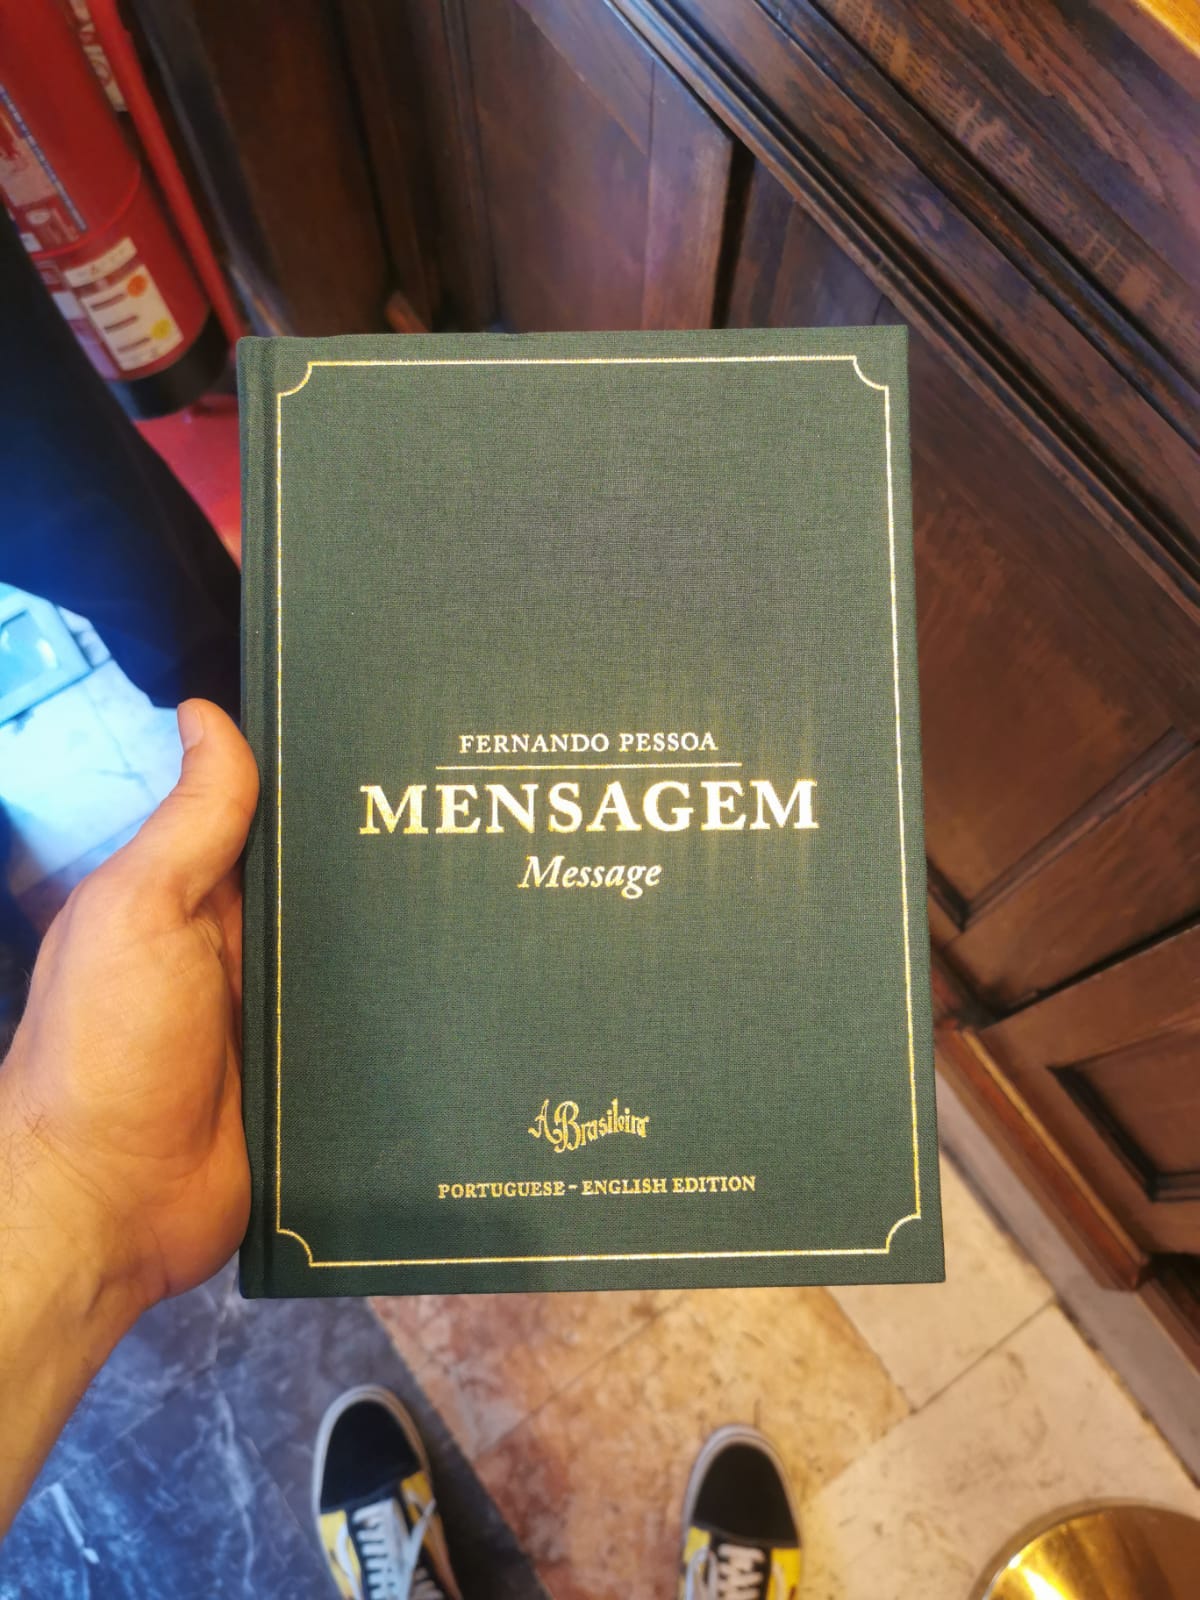 FERNANDO PESSOA
MENSAGEM
Message
A Brasileira
PORTUGUESE - ENGLISH EDITION